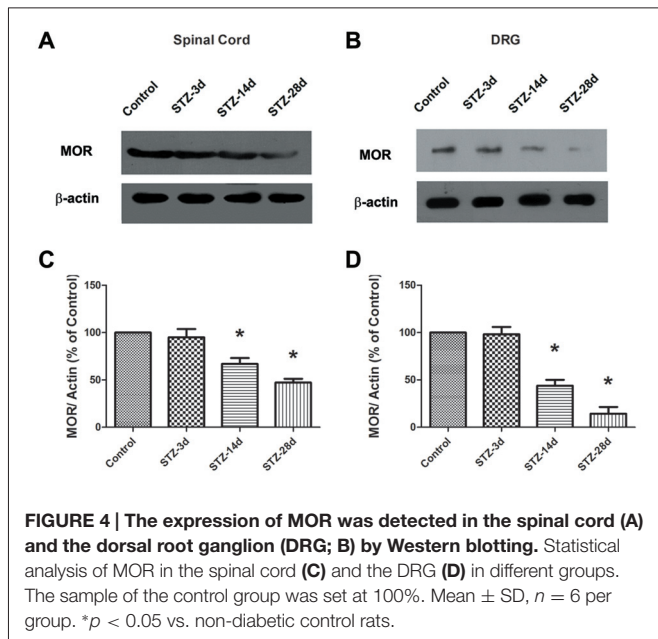 A
Spinal Cord
Control
STZ-3d
STZ-14d
STZ-28d
MOR
β-actin
B
DRG
Control
STZ-3d
STZ-14d
STZ-28d
MOR
β-actin
C
MOR/ Actin (% of Control)
150
100
50
0
*
*
Control
STZ-3d
STZ-14d
STZ-28d
D
MOR/ Actin (% of Control)
150
100
50
0
*
*
Control
STZ-3d
STZ-14d
STZ-28d
FIGURE 4 | The expression of MOR was detected in the spinal cord (A)
and the dorsal root ganglion (DRG; B) by Western blotting. Statistical
analysis of MOR in the spinal cord (C) and the DRG (D) in different groups.
The sample of the control group was set at 100%. Mean ± SD, n = 6 per
group. *p < 0.05 vs. non-diabetic control rats.